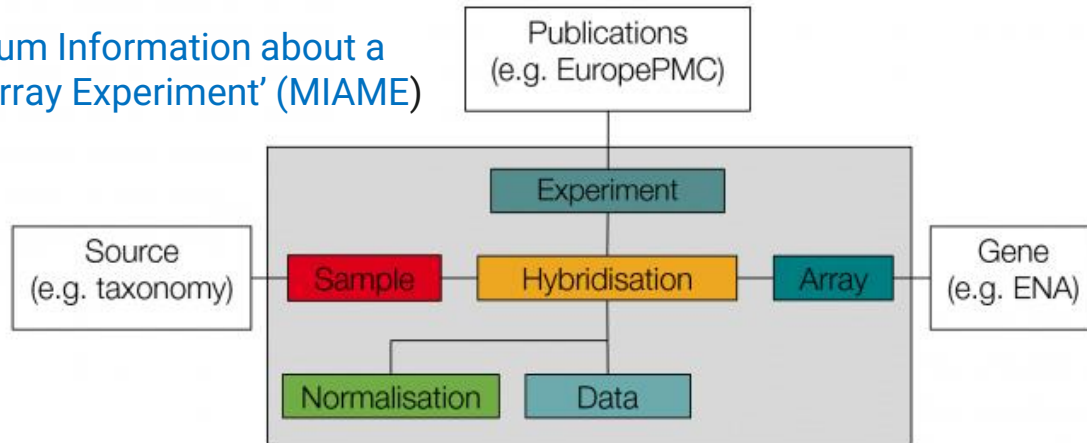 um Information about a
rray Experiment’ (MIAME)
Publications
(e.g. EuropePMC)
Experiment
Source
(e.g. taxonomy)
Sample
Hybridisation
Array
Gene
(e.g. ENA)
Normalisation
Data